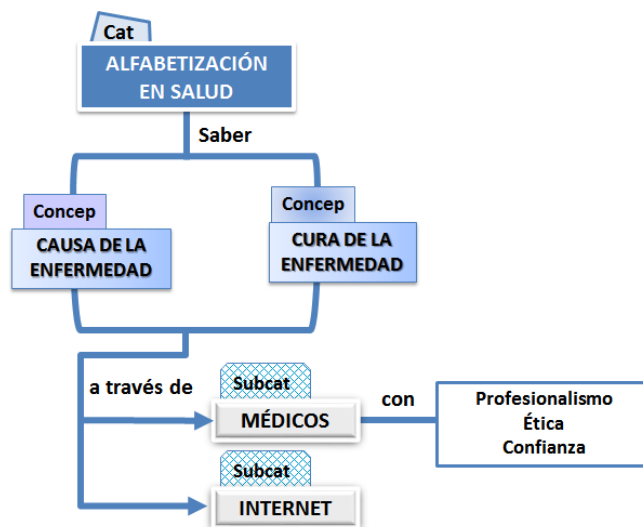 Cat
ALFABETIZACIÓN
EN SALUD
Saber
Concep
CAUSA DE LA
ENFERMEDAD
Concep
CURA DE LA
ENFERMEDAD
a través de
Subcat
MÉDICOS
con
Profesionalismo
Ética
Confianza
Subcat
INTERNET